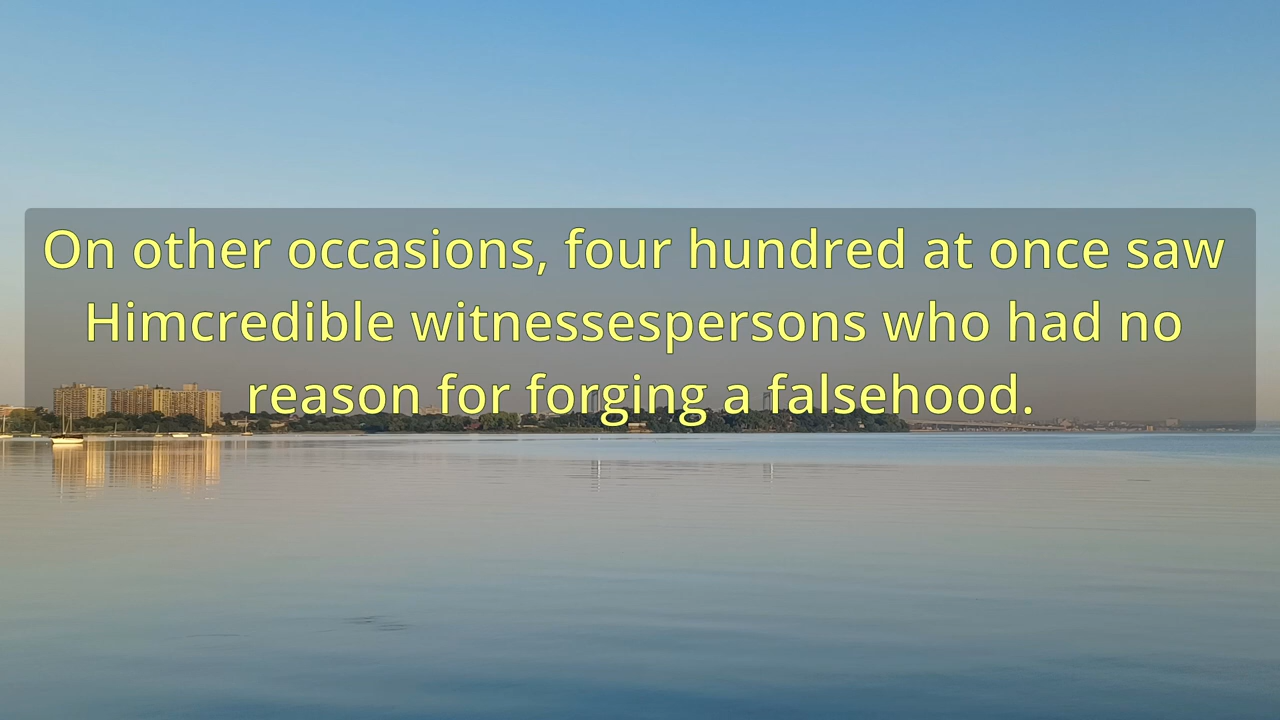 On other occasions, four hundred at once saw
Himcredible witnessespersons who had no
reason for forging a falsehood.